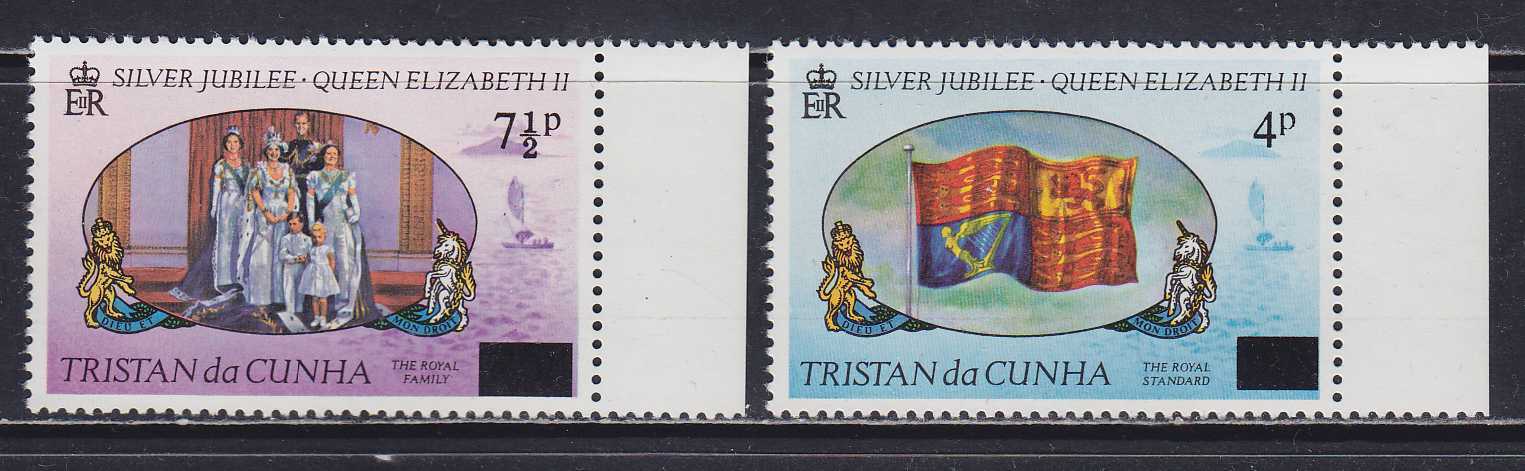 SILVER JUBILEE · QUEEN ELIZABETH II
EIIR
7½p
DIEU ET
MON DROIT
TRISTAN da CUNHA
THE ROYAL
FAMILY
SILVER JUBILEE · QUEEN ELIZABETH II
EIIR
4p
DIEU ET
MON DROIT
TRISTAN da CUNHA
THE ROYAL
STANDARD